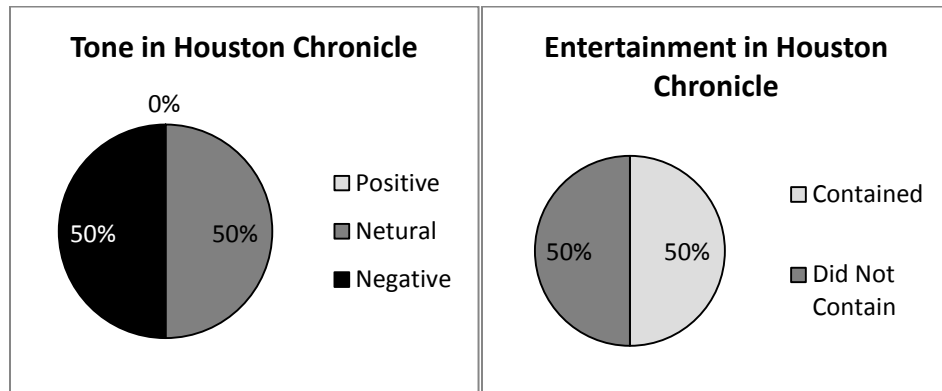 Tone in Houston Chronicle
0%
50%
50%
Positive
Netural
Negative
Entertainment in Houston
Chronicle
50%
50%
Contained
Did Not
Contain